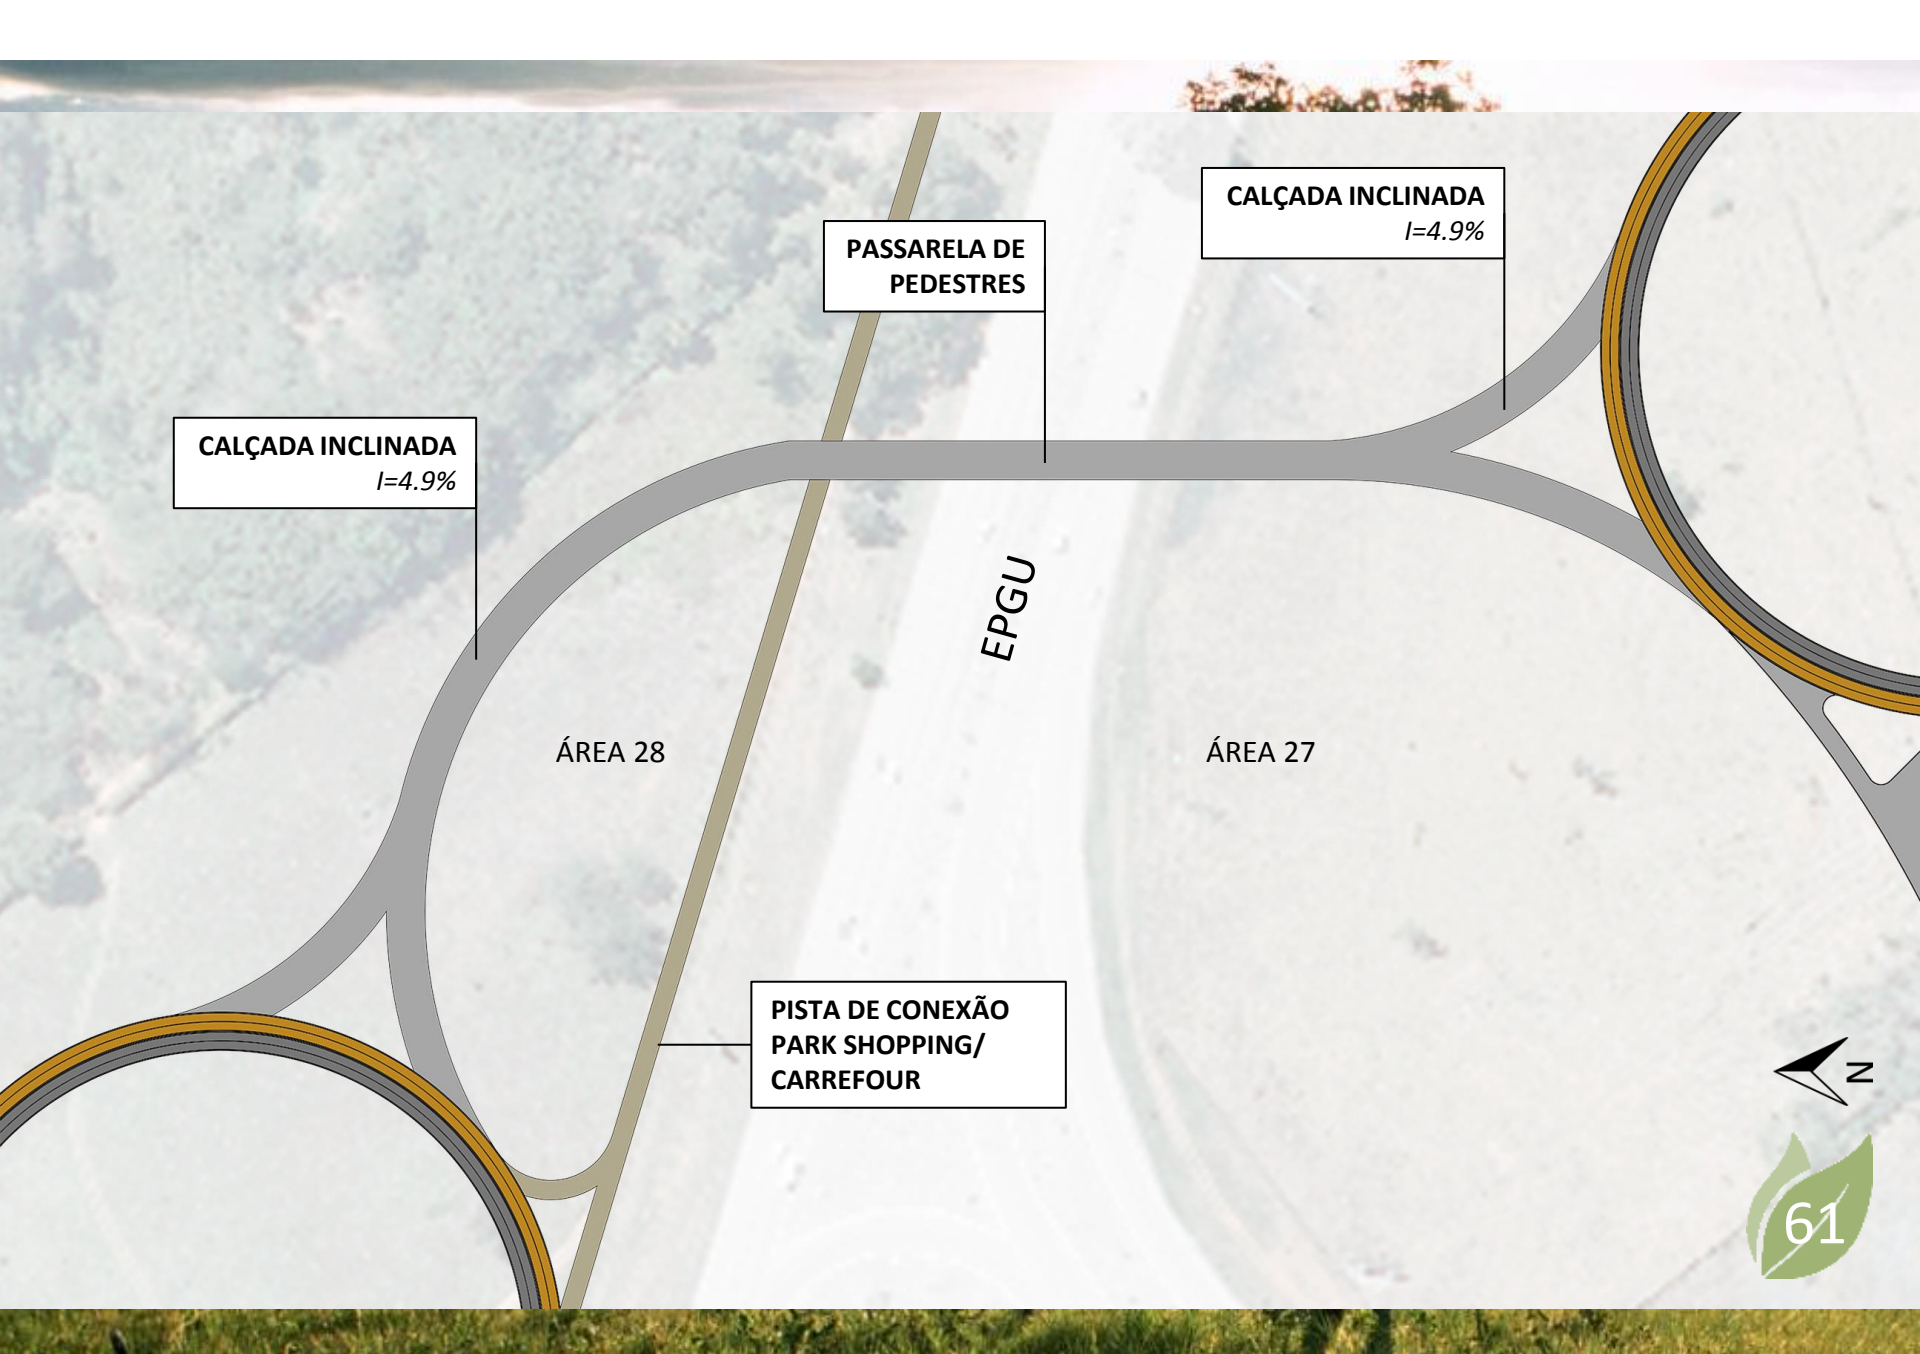 CALÇADA INCLINADA
I=4.9%
PASSARELA DE
PEDESTRES
CALÇADA INCLINADA
I=4.9%
EPGU
ÁREA 28
ÁREA 27
PISTA DE CONEXÃO
PARK SHOPPING/
CARREFOUR
N
61